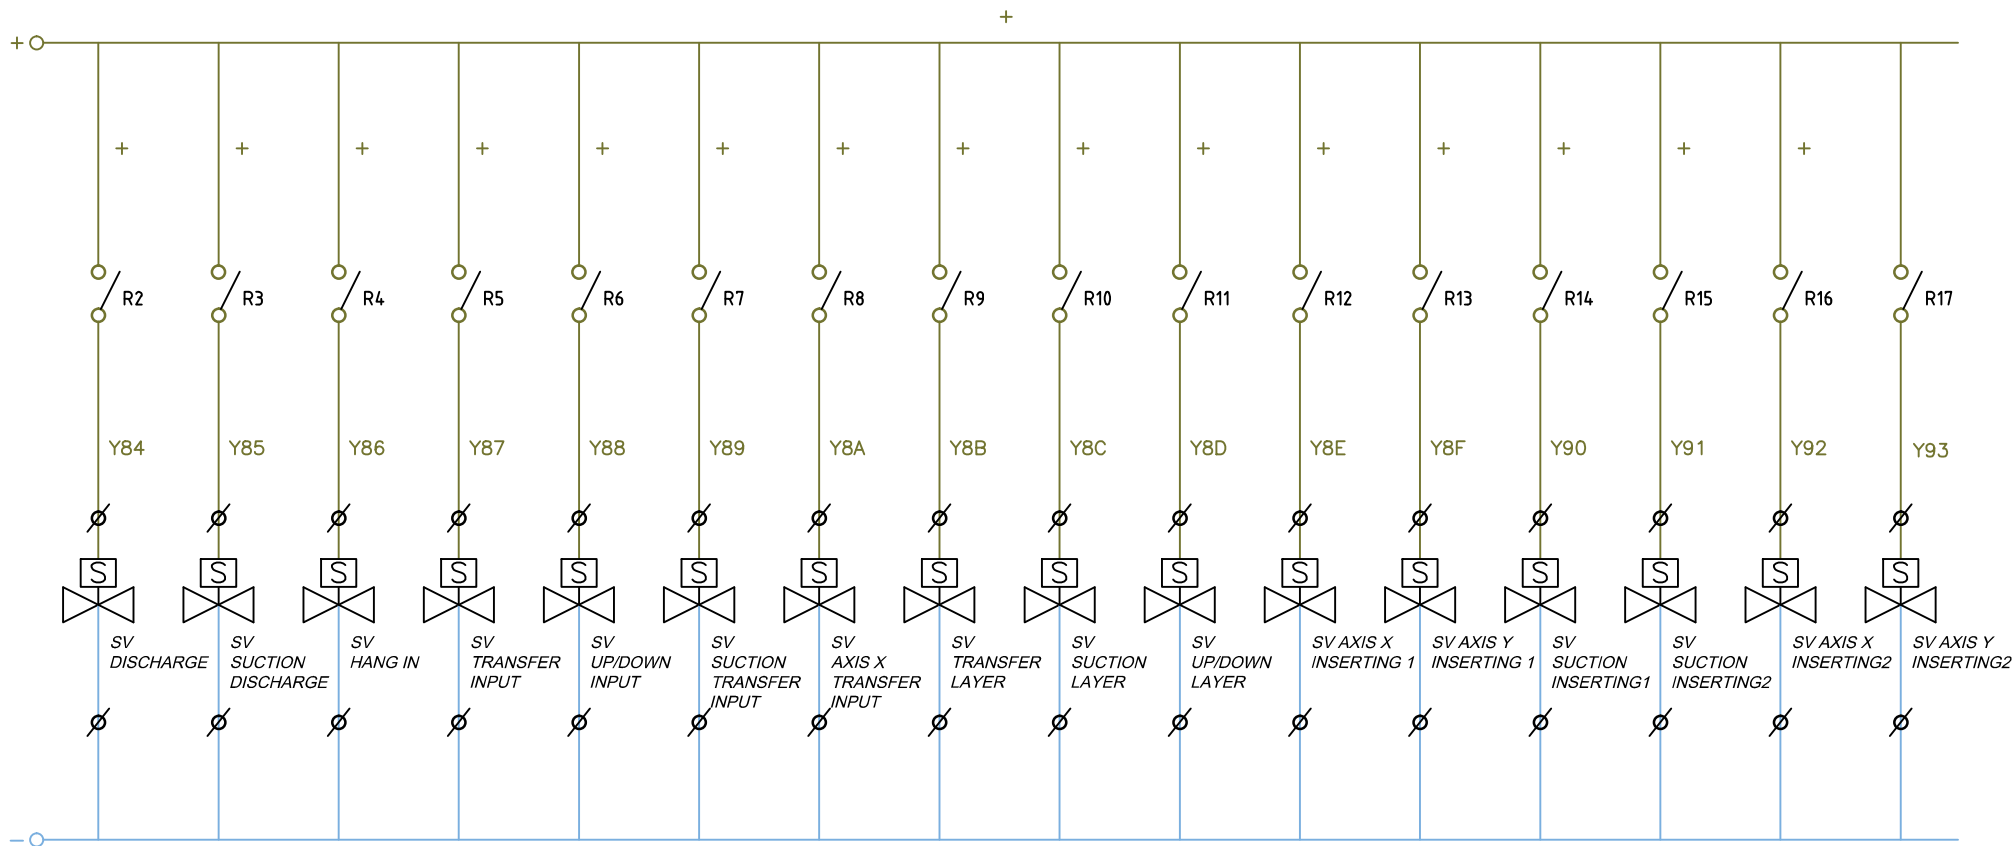 +
+
+ + + + + + + + + + + + + + +
R2 R3 R4 R5 R6 R7 R8 R9 R10 R11 R12 R13 R14 R15 R16 R17
Y84 Y85 Y86 Y87 Y88 Y89 Y8A Y8B Y8C Y8D Y8E Y8F Y90 Y91 Y92 Y93
S S S S S S S S S S S S S S S S
SV
DISCHARGE
SV
SUCTION
DISCHARGE
SV
HANG IN
SV
TRANSFER
INPUT
SV
UP/DOWN
INPUT
SV
SUCTION
TRANSFER
INPUT
SV
AXIS X
TRANSFER
INPUT
SV
TRANSFER
LAYER
SV
SUCTION
LAYER
SV
UP/DOWN
LAYER
SV AXIS X
INSERTING 1
SV AXIS Y
INSERTING 1
SV
SUCTION
INSERTING1
SV
SUCTION
INSERTING2
SV AXIS X
INSERTING2
SV AXIS Y
INSERTING2
–